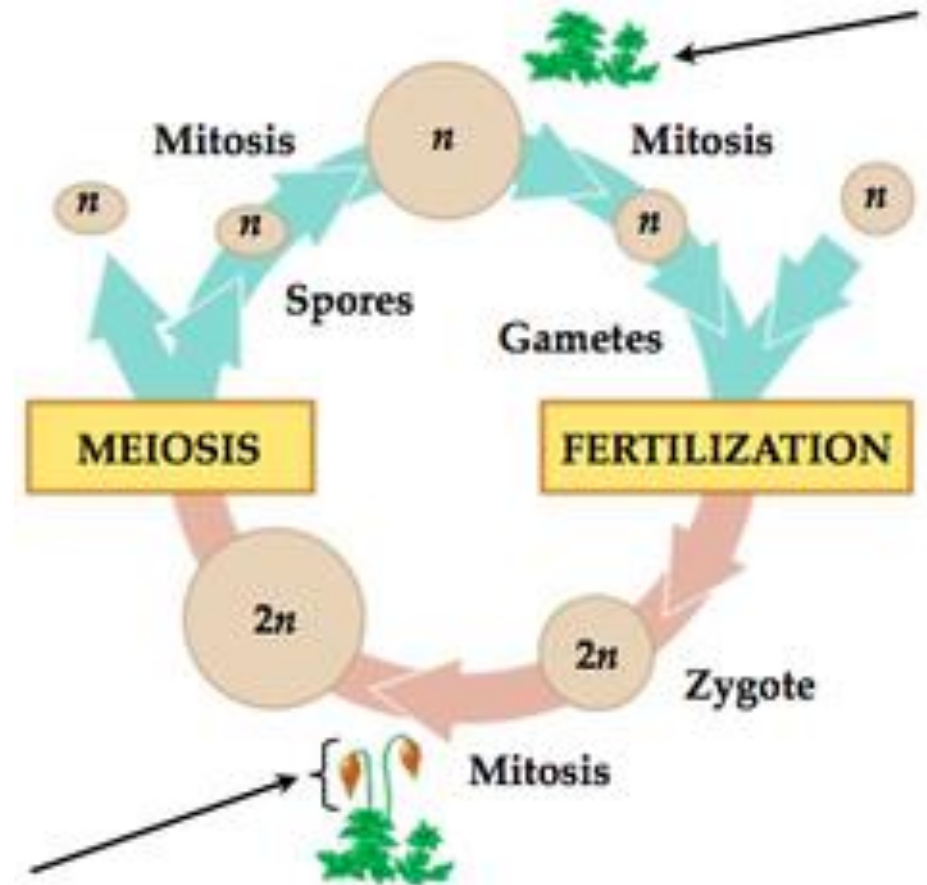 n
Mitosis
Mitosis
n
n
n
n
Spores
Gametes
MEIOSIS
FERTILIZATION
2n
2n
Zygote
Mitosis